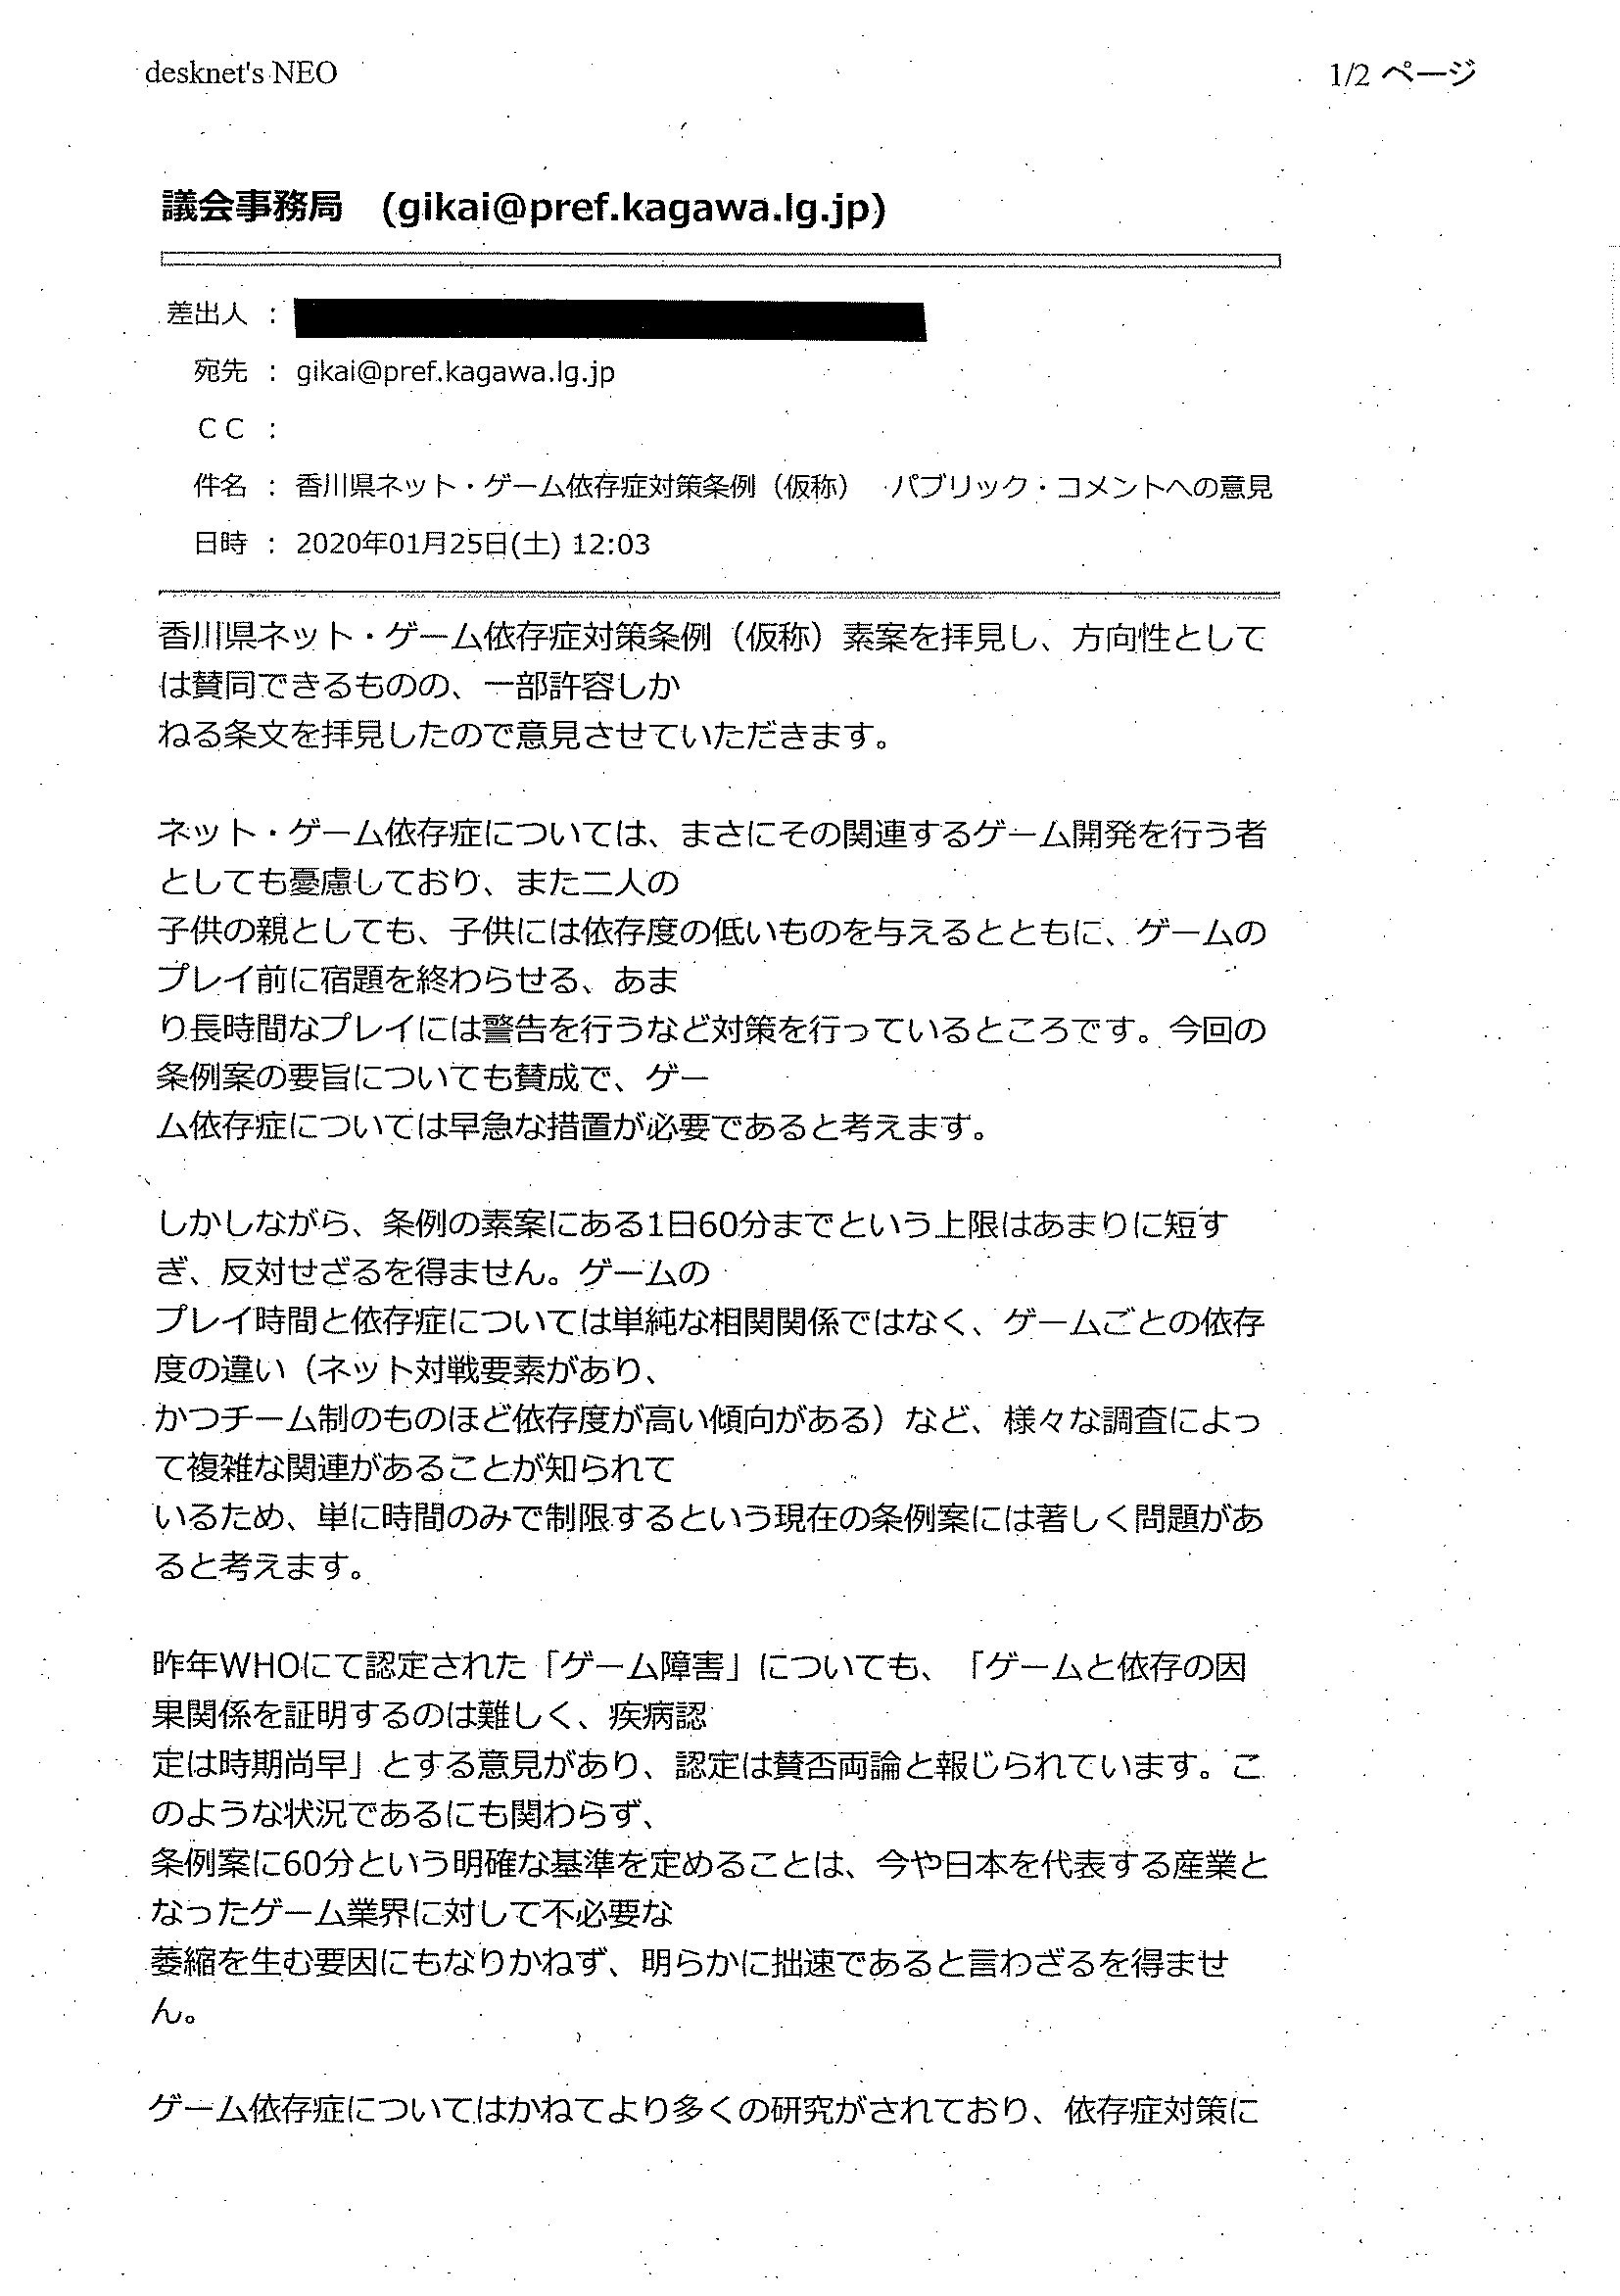 desknet's NEO
1/2 ページ
議会事務局 (gikai@pref.kagawa.lg.jp)
差出人 :
宛先 : gikai@pref.kagawa.lg.jp
CC :
件名 : 香川県ネット・ゲーム依存症対策条例（仮称） パブリック・コメントへの意見
日時 : 2020年01月25日(土) 12:03
香川県ネット・ゲーム依存症対策条例（仮称）素案を拝見し、方向性として
は賛同できるものの、一部許容しか
ねる条文を拝見したので意見させていただきます。
ネット・ゲーム依存症については、まさにその関連するゲーム開発を行う者
としても憂慮しており、また二人の
子供の親としても、子供には依存度の低いものを与えるとともに、ゲームの
プレイ前に宿題を終わらせる、あま
り長時間なプレイには警告を行うなど対策を行っているところです。今回の
条例案の要旨についても賛成で、ゲー
ム依存症については早急な措置が必要であると考えます。
しかしながら、条例の素案にある1日60分までという上限はあまりに短す
ぎ、反対せざるを得ません。ゲームの
プレイ時間と依存症については単純な相関関係ではなく、ゲームごとの依存
度の違い（ネット対戦要素があり、
かつチーム制のものほど依存度が高い傾向がある）など、様々な調査によっ
て複雑な関連があることが知られて
いるため、単に時間のみで制限するという現在の条例案には著しく問題があ
ると考えます。
昨年WHOにて認定された「ゲーム障害」についても、「ゲームと依存の因
果関係を証明するのは難しく、疾病認
定は時期尚早」とする意見があり、認定は賛否両論と報じられています。こ
のような状況であるにも関わらず、
条例案に60分という明確な基準を定めることは、今や日本を代表する産業と
なったゲーム業界に対して不必要な
萎縮を生む要因にもなりかねず、明らかに拙速であると言わざるを得ませ
ん。
ゲーム依存症についてはかねてより多くの研究がされており、依存症対策に